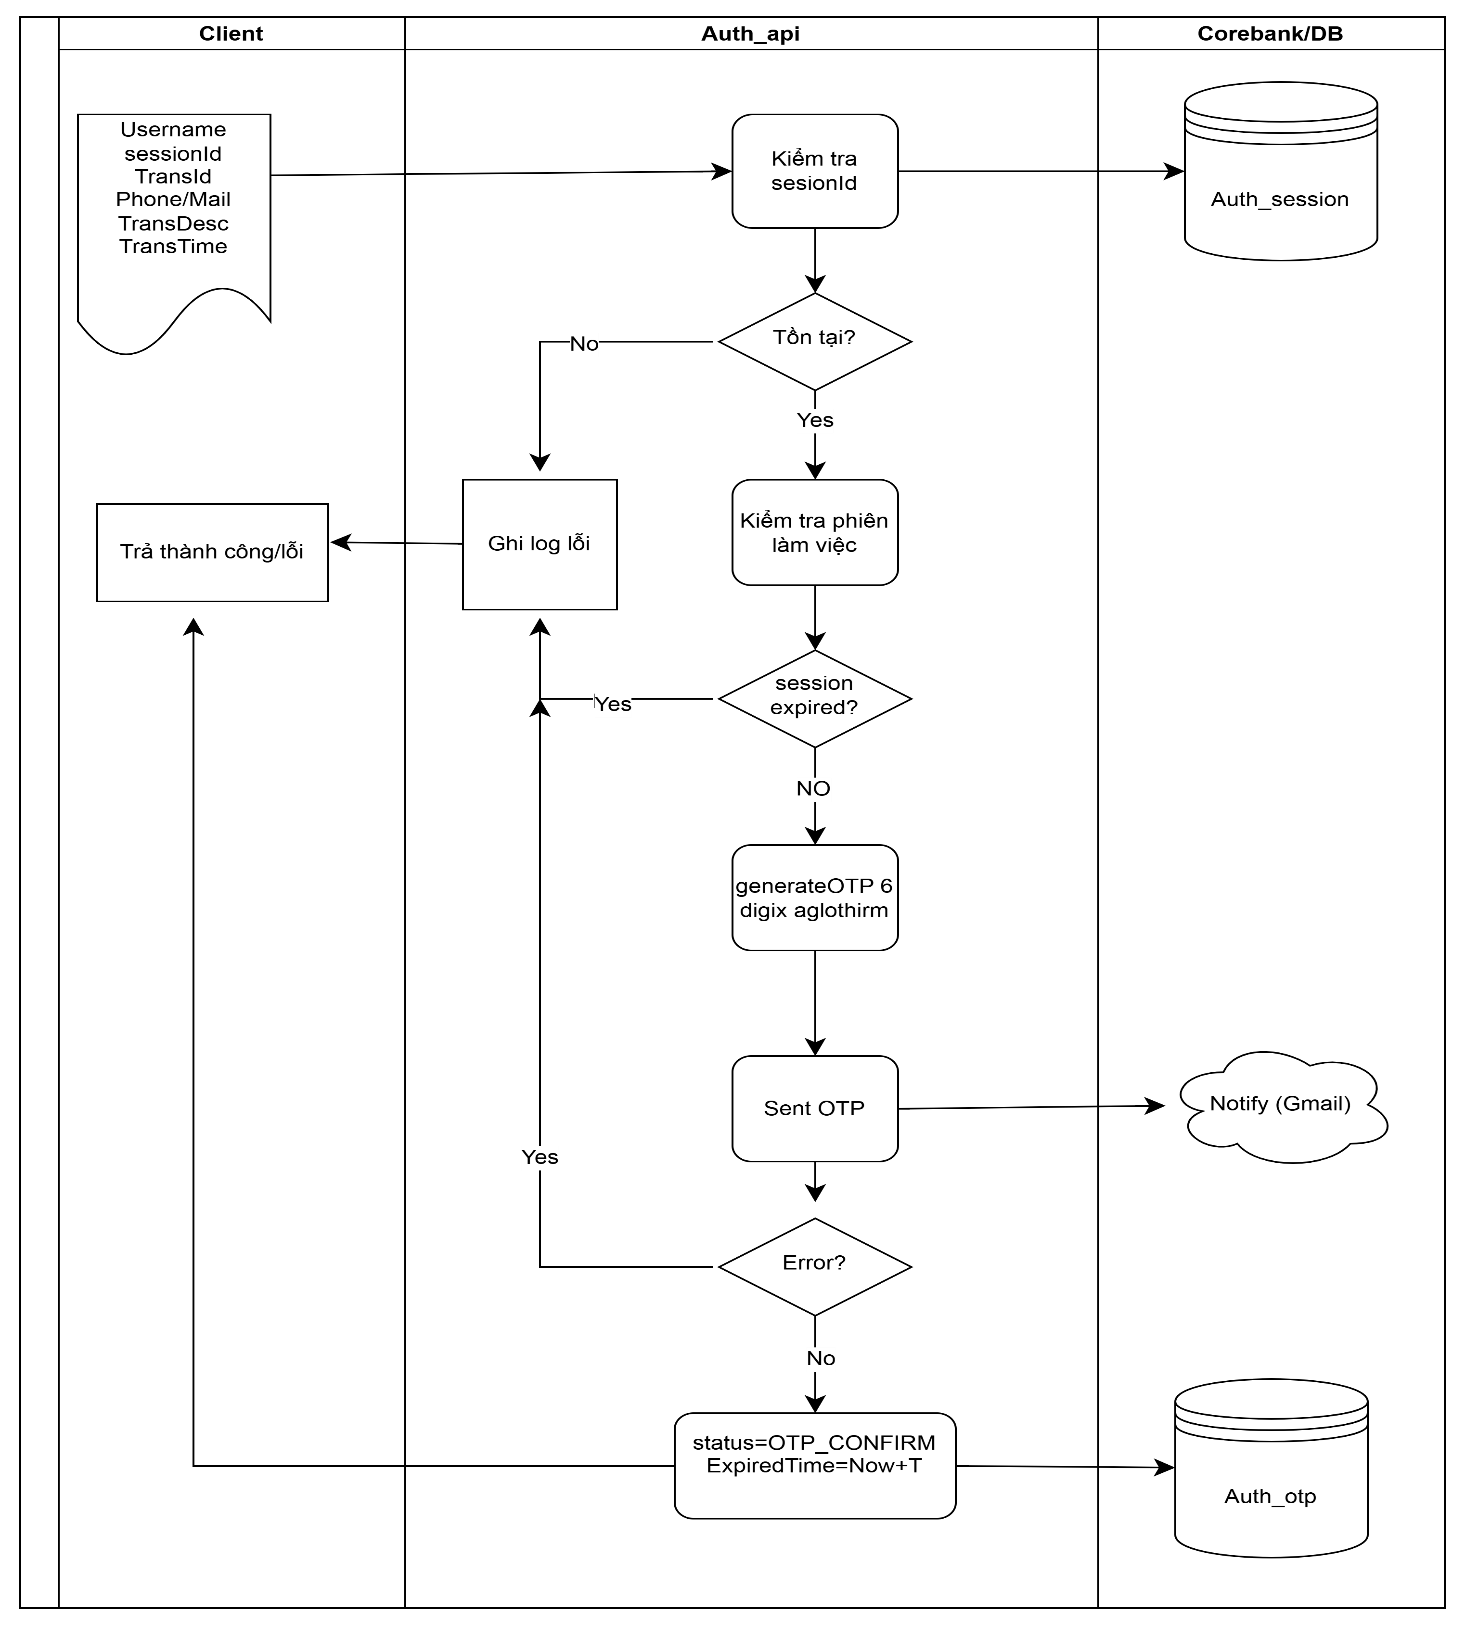 Client
Auth_api
Corebank/DB
Username
sessionId
TransId
Phone/Mail
TransDesc
TransTime
Kiểm tra
sesionId
Auth_session
Tồn tại?
No
Yes
Trả thành công/lỗi
Ghi log lỗi
Kiểm tra phiên
làm việc
session
expired?
Yes
NO
generateOTP 6
digix aglothirm
Sent OTP
Notify (Gmail)
Yes
Error?
No
status=OTP_CONFIRM
ExpiredTime=Now+T
Auth_otp